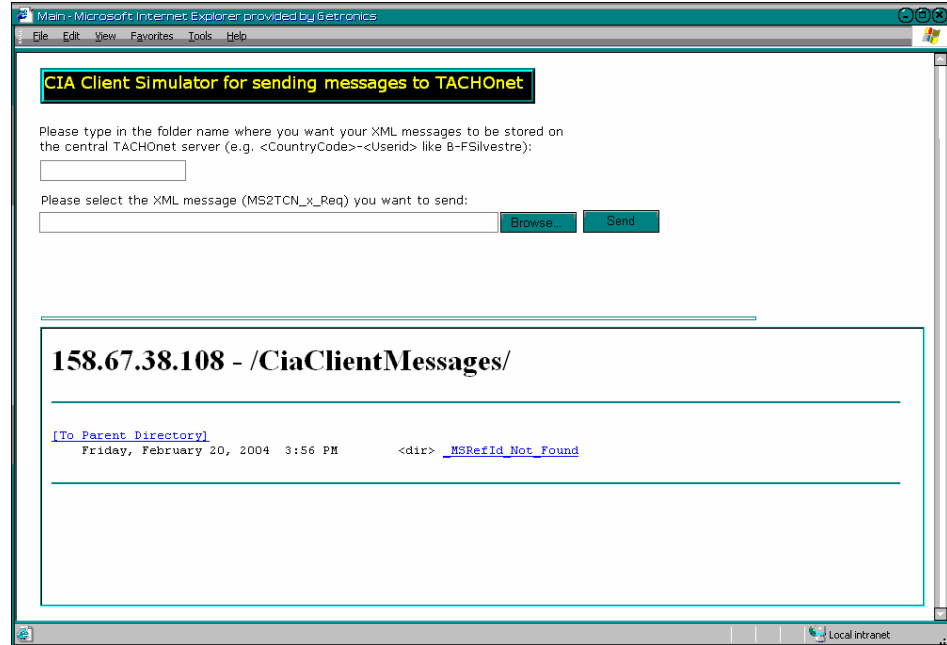 Main - Microsoft Internet Explorer provided by Getronics
File Edit View Favorites Tools Help
CIA Client Simulator for sending messages to TACHOnet
Please type in the folder name where you want your XML messages to be stored on
the central TACHOnet server (e.g. <CountryCode>-<Userid> like B-FSilvestre):
Please select the XML message (MS2TCN_x_Req) you want to send:
Browse... Send
158.67.38.108 - /CiaClientMessages/
[To Parent Directory]
Friday, February 20, 2004 3:56 PM <dir> _MSRefId_Not_Found
Local intranet